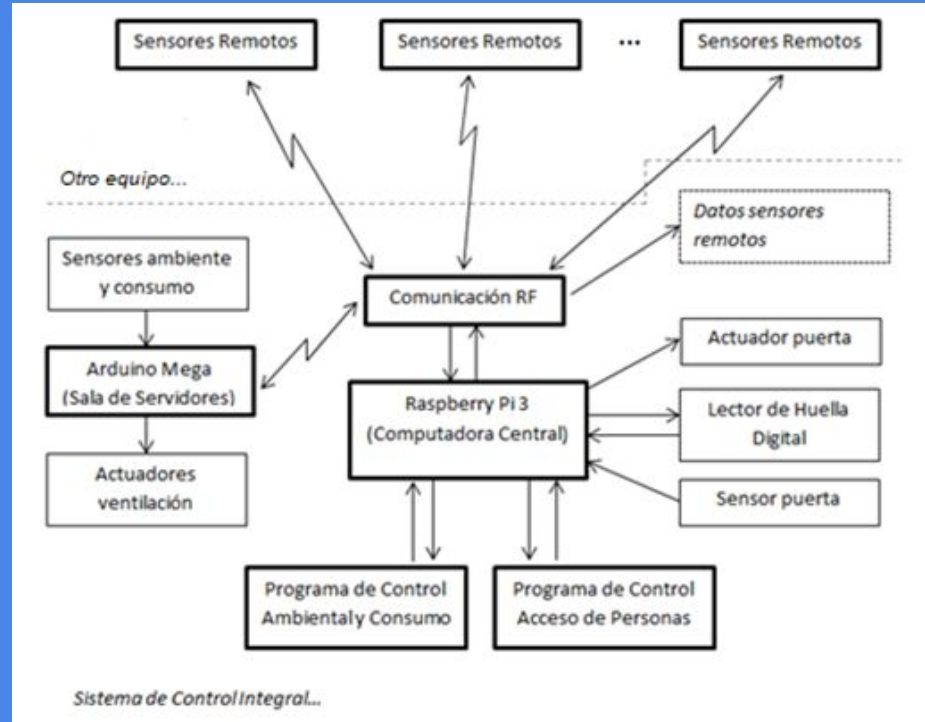 Sensores Remotos
Sensores Remotos
...
Sensores Remotos
Otro equipo...
Datos sensores
remotos
Sensores ambiente
y consumo
Comunicación RF
Actuador puerta
Arduino Mega
(Sala de Servidores)
Raspberry Pi 3
(Computadora Central)
Lector de Huella
Digital
Actuadores
ventilación
Sensor puerta
Programa de Control
Ambiental y Consumo
Programa de Control
Acceso de Personas
Sistema de Control Integral...